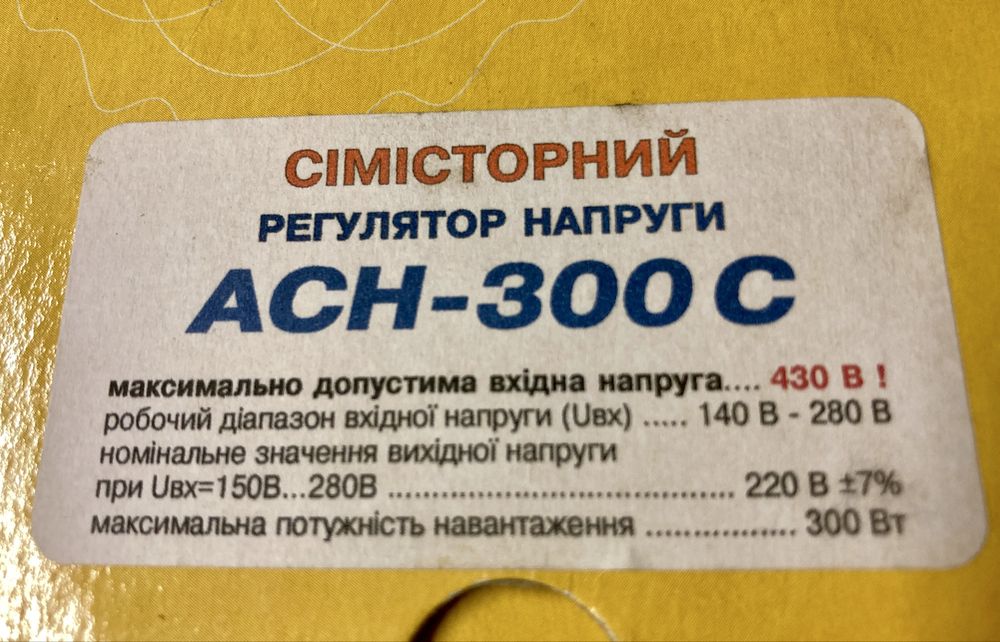 СІМІСТОРНИЙ
РЕГУЛЯТОР НАПРУГИ
АСН-300 С
максимально допустима вхідна напруга.... 430 В !
робочий діапазон вхідної напруги (Uвх) ..... 140 В - 280 В
номінальне значення вихідної напруги
при Uвх=150В...280В ..................................... 220 В ±7%
максимальна потужність навантаження ................ 300 Вт